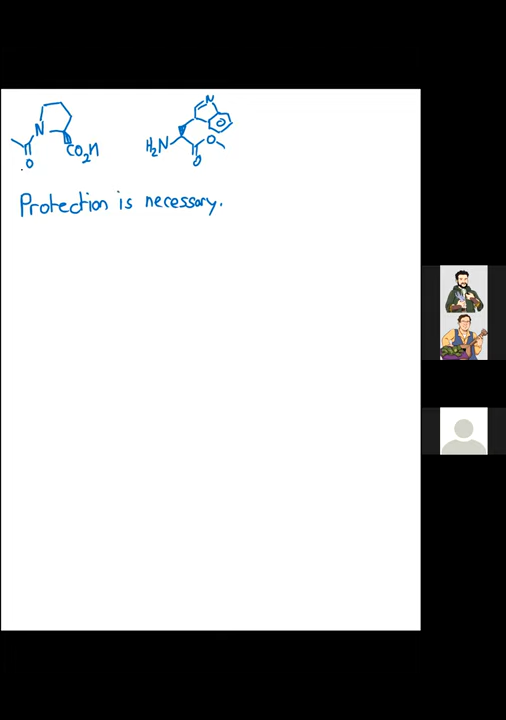 N
N
O
CO₂H
H₂N
O
O
Protection is necessary.